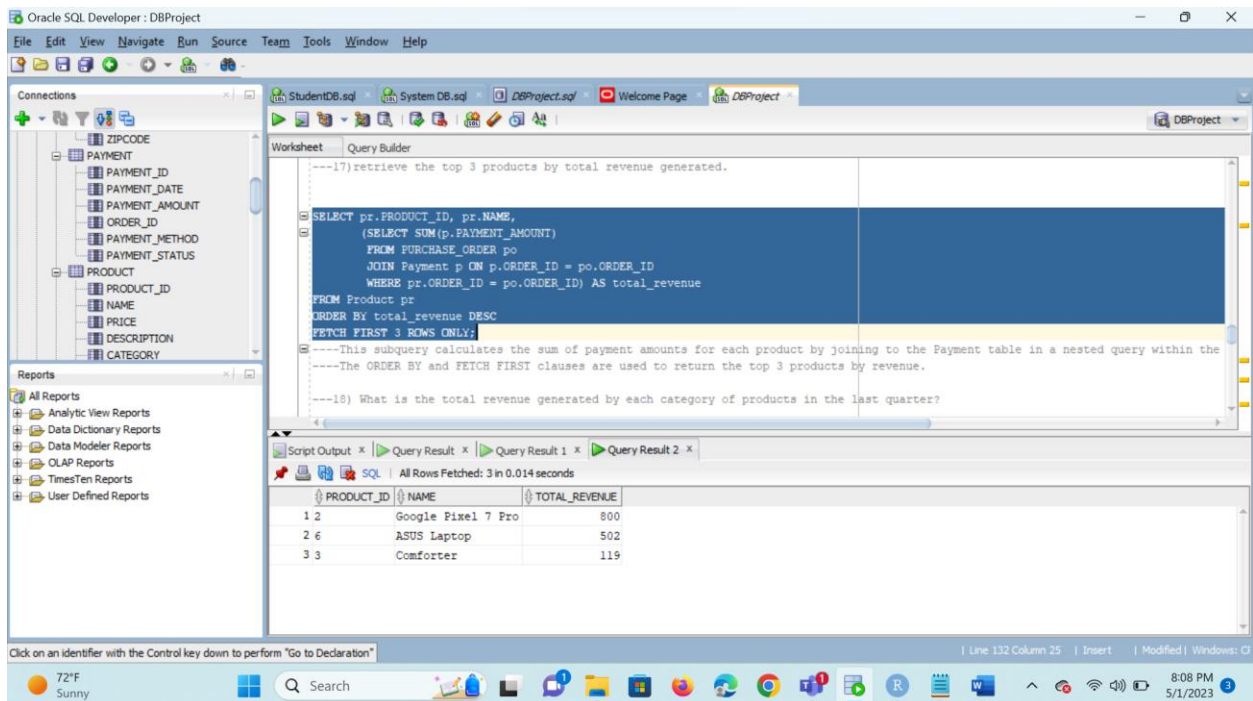 Oracle SQL Developer : DBProject
File Edit View Navigate Run Source Team Tools Window Help
Connections
StudentDB.sql System DB.sql DBProject.sql Welcome Page DBProject
DBProject
ZIPCODE
PAYMENT
PAYMENT_ID
PAYMENT_DATE
PAYMENT_AMOUNT
ORDER_ID
PAYMENT_METHOD
PAYMENT_STATUS
PRODUCT
PRODUCT_ID
NAME
PRICE
DESCRIPTION
CATEGORY
Reports
All Reports
Analytic View Reports
Data Dictionary Reports
Data Modeler Reports
OLAP Reports
TimesTen Reports
User Defined Reports
Worksheet Query Builder
---17)retrieve the top 3 products by total revenue generated.
SELECT pr.PRODUCT_ID, pr.NAME,
(SELECT SUM(p.PAYMENT_AMOUNT)
FROM PURCHASE_ORDER po
JOIN Payment p ON p.ORDER_ID = po.ORDER_ID
WHERE pr.ORDER_ID = po.ORDER_ID) AS total_revenue
FROM Product pr
ORDER BY total_revenue DESC
FETCH FIRST 3 ROWS ONLY;
----This subquery calculates the sum of payment amounts for each product by joining to the Payment table in a nested query within the
----The ORDER BY and FETCH FIRST clauses are used to return the top 3 products by revenue.
---18) What is the total revenue generated by each category of products in the last quarter?
Script Output x Query Result x Query Result 1 x Query Result 2 x
SQL | All Rows Fetched: 3 in 0.014 seconds
PRODUCT_ID NAME TOTAL_REVENUE
1 2 Google Pixel 7 Pro 800
2 6 ASUS Laptop 502
3 3 Comforter 119
Click on an identifier with the Control key down to perform "Go to Declaration"
| Line 132 Column 25 | Insert | Modified | Windows: C
72°F
Sunny
Search
8:08 PM
5/1/2023
3